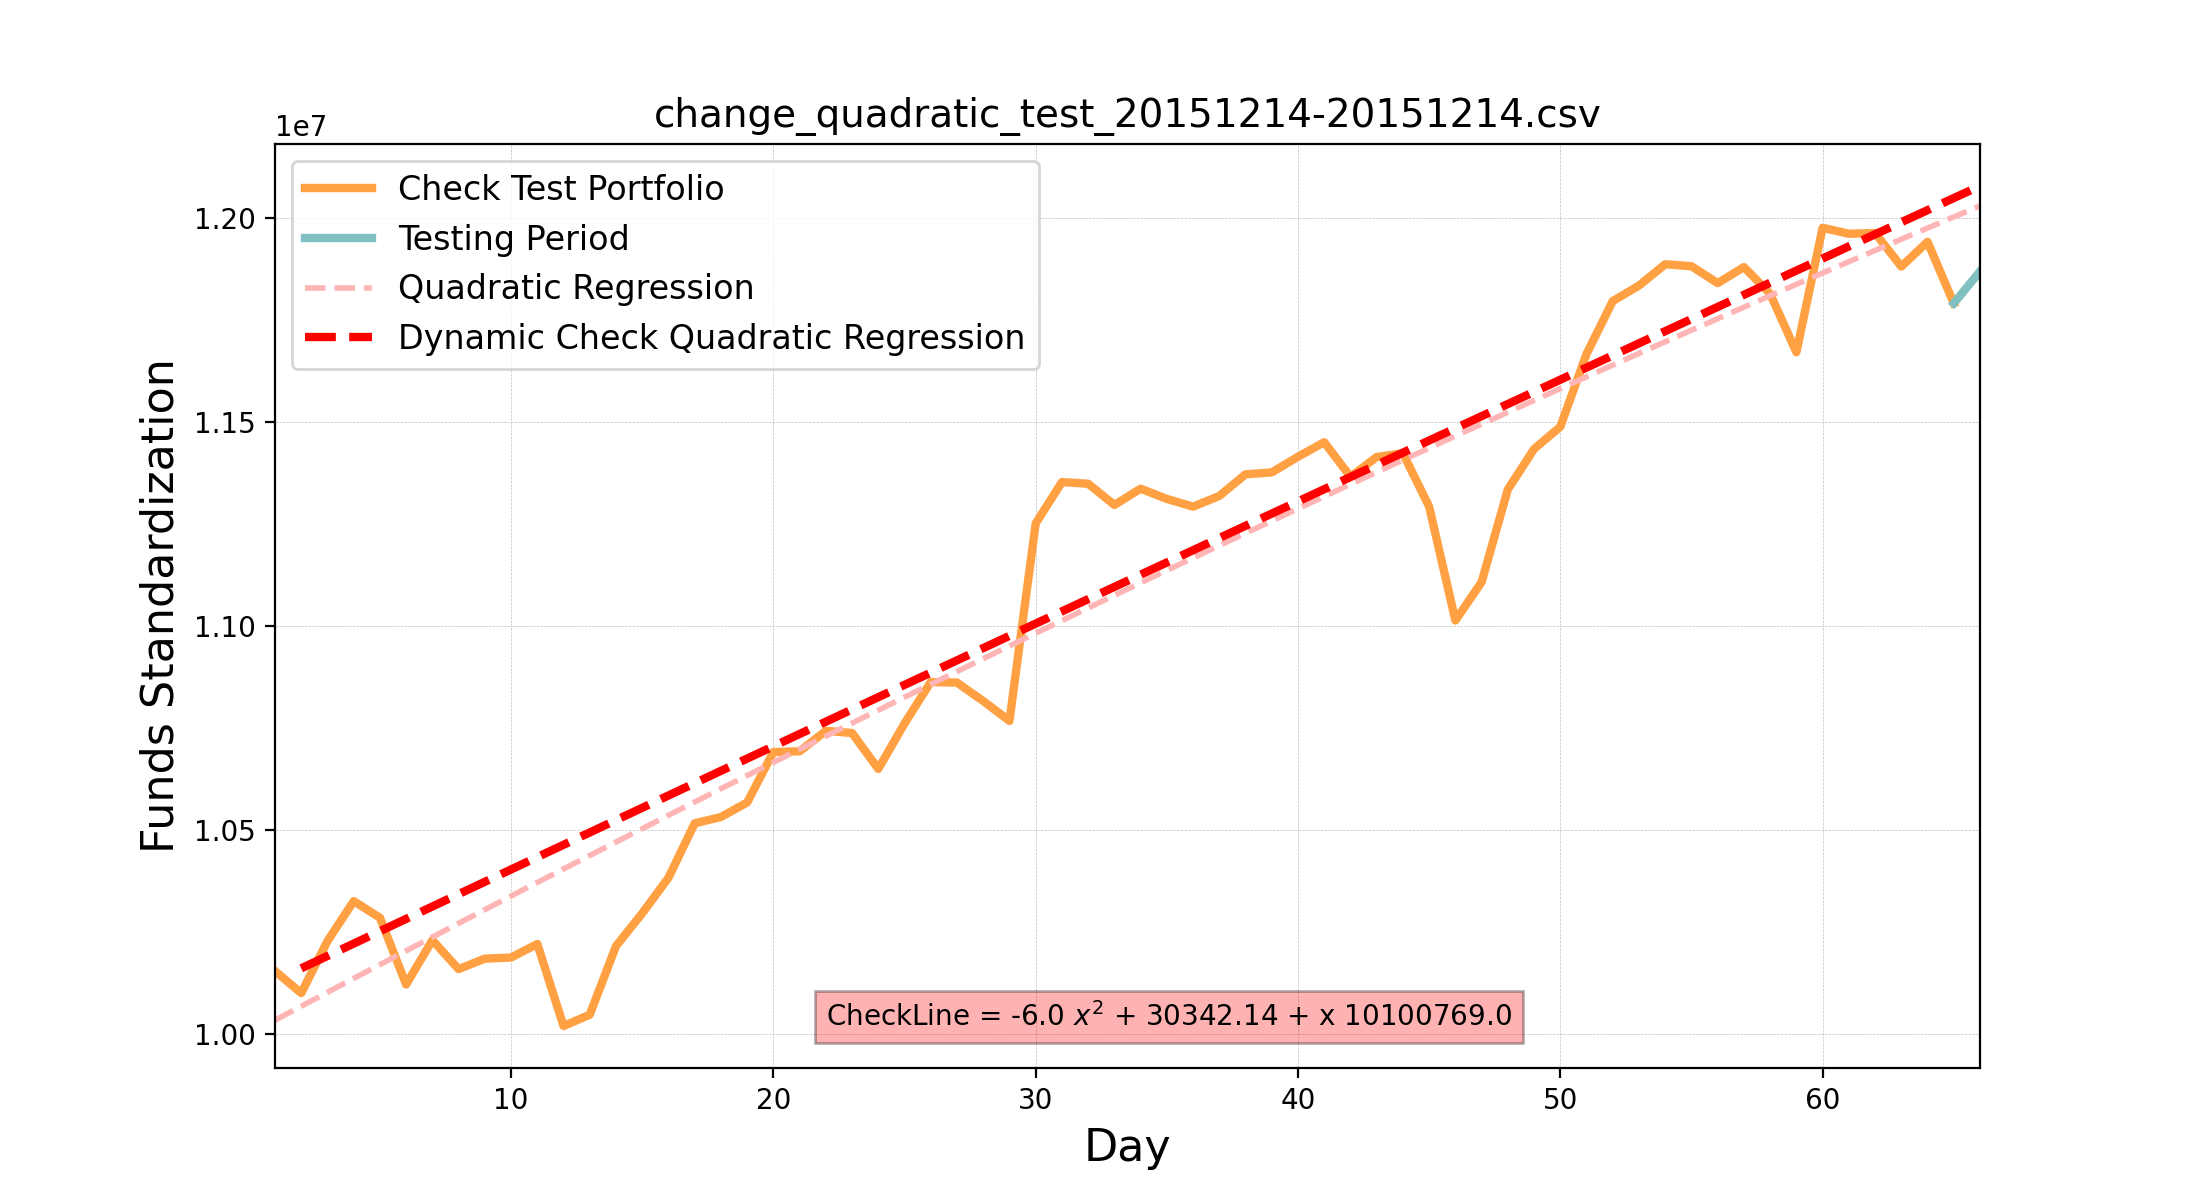 change_quadratic_test_20151214-20151214.csv
1e7
Check Test Portfolio
Testing Period
Quadratic Regression
Dynamic Check Quadratic Regression
1.20
1.15
1.10
1.05
1.00
Funds Standardization
CheckLine = -6.0 x² + 30342.14 + x 10100769.0
10 20 30 40 50 60
Day